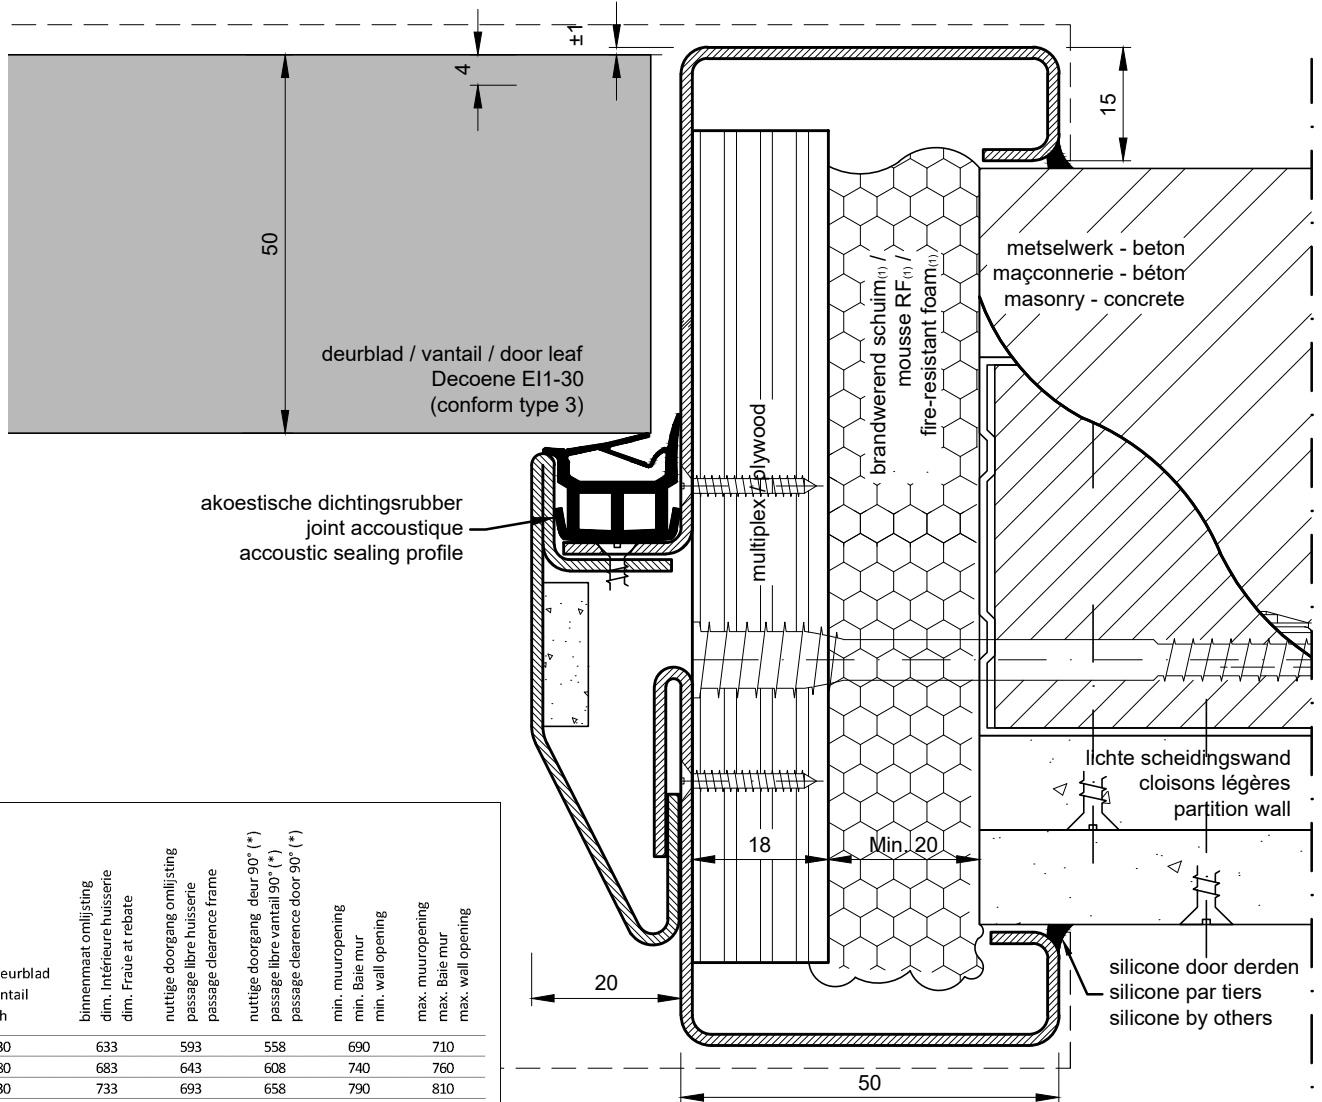 ±1
4
15
50
metselwerk - beton
maçconnerie - béton
masonry - concrete
brandwerend schuim(1) /
mousse RF(1) /
fire-resistant foam(1)
deurblad / vantail / door leaf
Decoene EI1-30
(conform type 3)
multiplex / plywood
akoestische dichtingsrubber
joint accoustique
accoustic sealing profile
lichte scheidingswand
cloisons légères
partition wall
18
Min. 20
20
silicone door derden
silicone par tiers
silicone by others
50
eurblad
ntail
h
binnenmaat omlijsting
dim. Intérieure huisserie
dim. Fraùe at rebate
nuttige doorgang omlijsting
passage libre huisserie
passage clearence frame
nuttige doorgang deur 90° (*)
passage libre vantail 90° (*)
passage clearence door 90° (*)
min. muuropening
min. Baie mur
min. wall opening
max. muuropening
max. Baie mur
max. wall opening
30 633 593 558 690 710
80 683 643 608 740 760
30 733 693 658 790 810